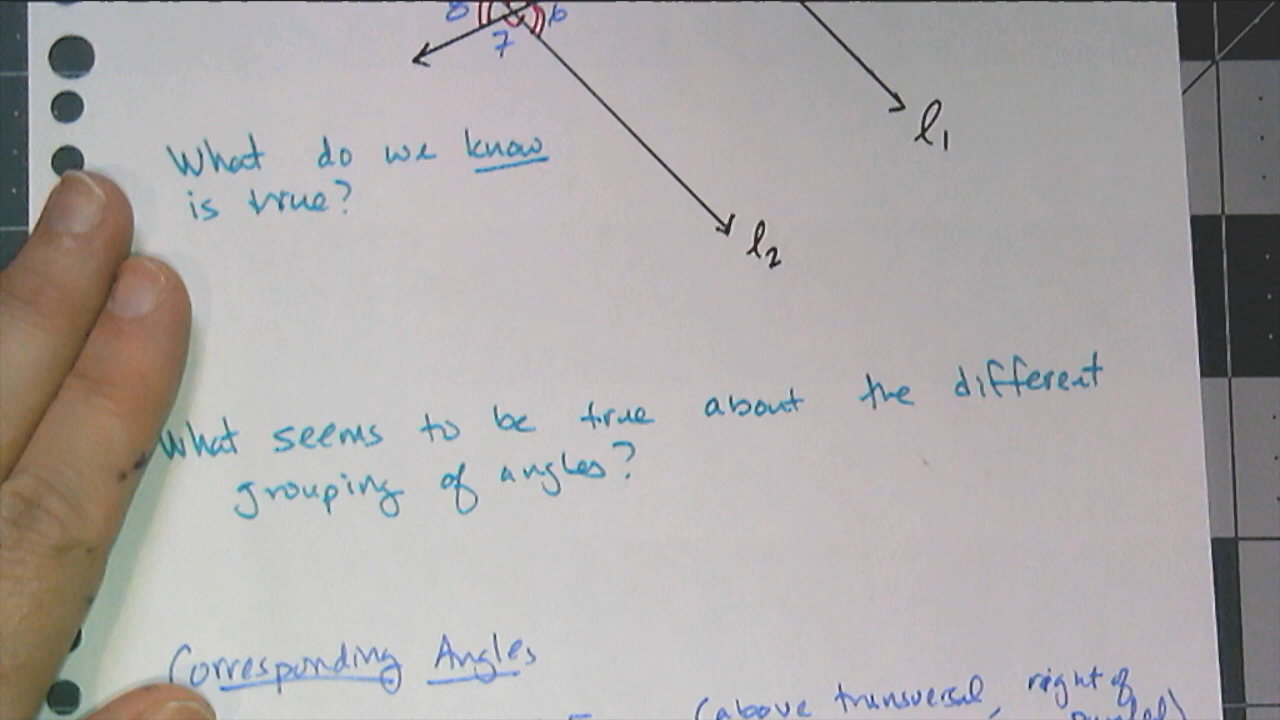 8 6
7
l1
What do we know
is true?
l2
What seems to be true about the different
grouping of angles?
Corresponding Angles
(above transversal, right of
parallel)